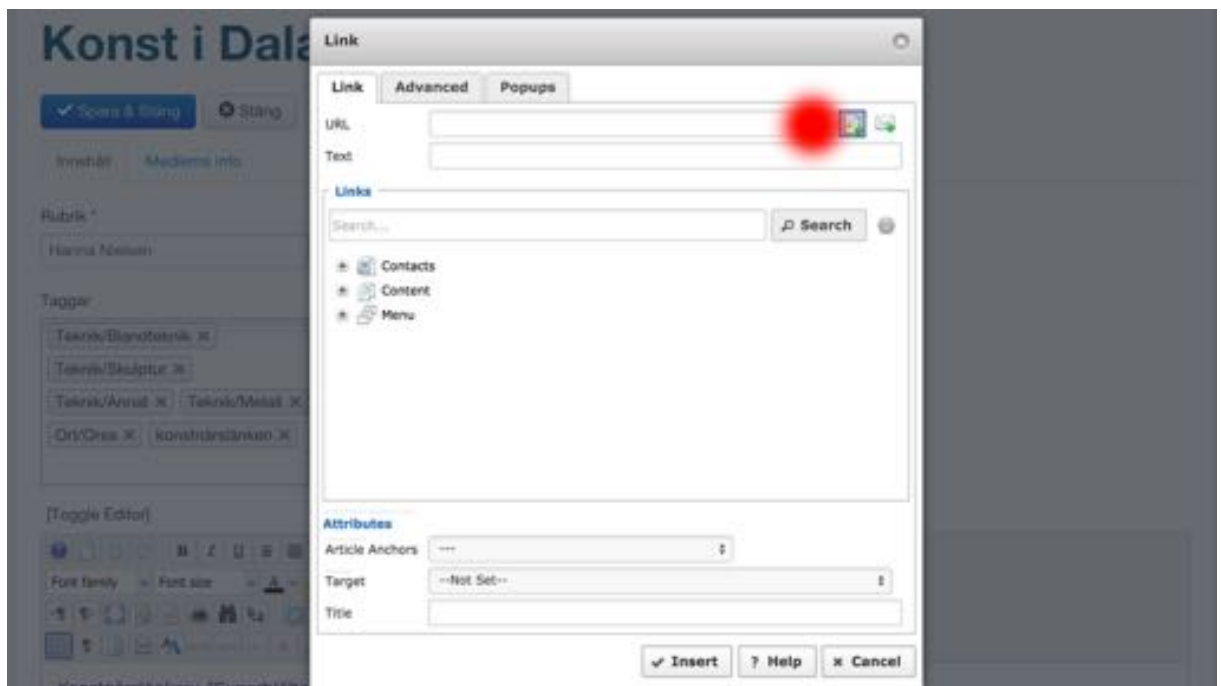 Konst i Dala
Link
Spara & Stäng
Stäng
Link Advanced Popups
URL
Text
Innehåll
Medlems info
Links
Rubrik *
Search...
Search
Hanna Nielsen
Contacts
Content
Menu
Taggar
Teknik/Blandteknik
Teknik/Skulptur
Teknik/Annat Teknik/Metall
Ort/Orsa konstnärslänken
[Toggle Editor]
Attributes
Article Anchors ---
Font family Font size
Target --Not Set--
Title
Insert ? Help Cancel